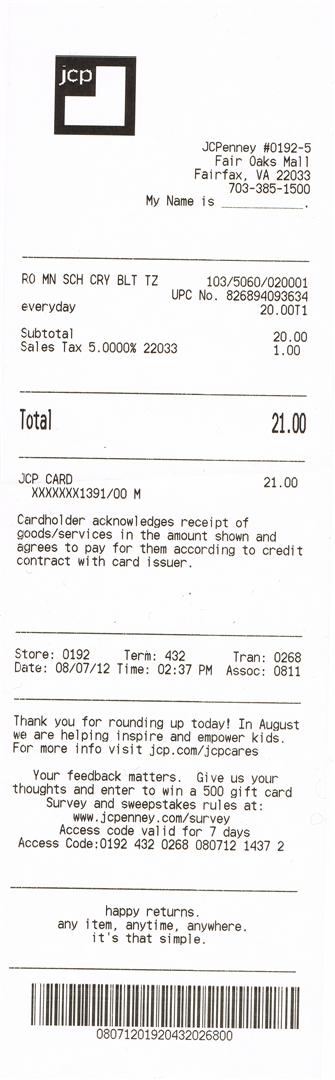 jcp
JCPenney #0192-5
Fair Oaks Mall
Fairfax, VA 22033
703-385-1500
My Name is ____________.
RO MN SCH CRY BLT TZ 103/5060/020001
UPC No. 826894093634
everyday 20.00T1
Subtotal 20.00
Sales Tax 5.0000% 22033 1.00
Total 21.00
JCP CARD 21.00
XXXXXXX1391/00 M
Cardholder acknowledges receipt of
goods/services in the amount shown and
agrees to pay for them according to credit
contract with card issuer.
Store: 0192 Term: 432 Tran: 0268
Date: 08/07/12 Time: 02:37 PM Assoc: 0811
Thank you for rounding up today! In August
we are helping inspire and empower kids.
For more info visit jcp.com/jcpcares
Your feedback matters. Give us your
thoughts and enter to win a 500 gift card
Survey and sweepstakes rules at:
www.jcpenney.com/survey
Access code valid for 7 days
Access Code:0192 432 0268 080712 1437 2
happy returns.
any item, anytime, anywhere.
it's that simple.
08071201920432026800